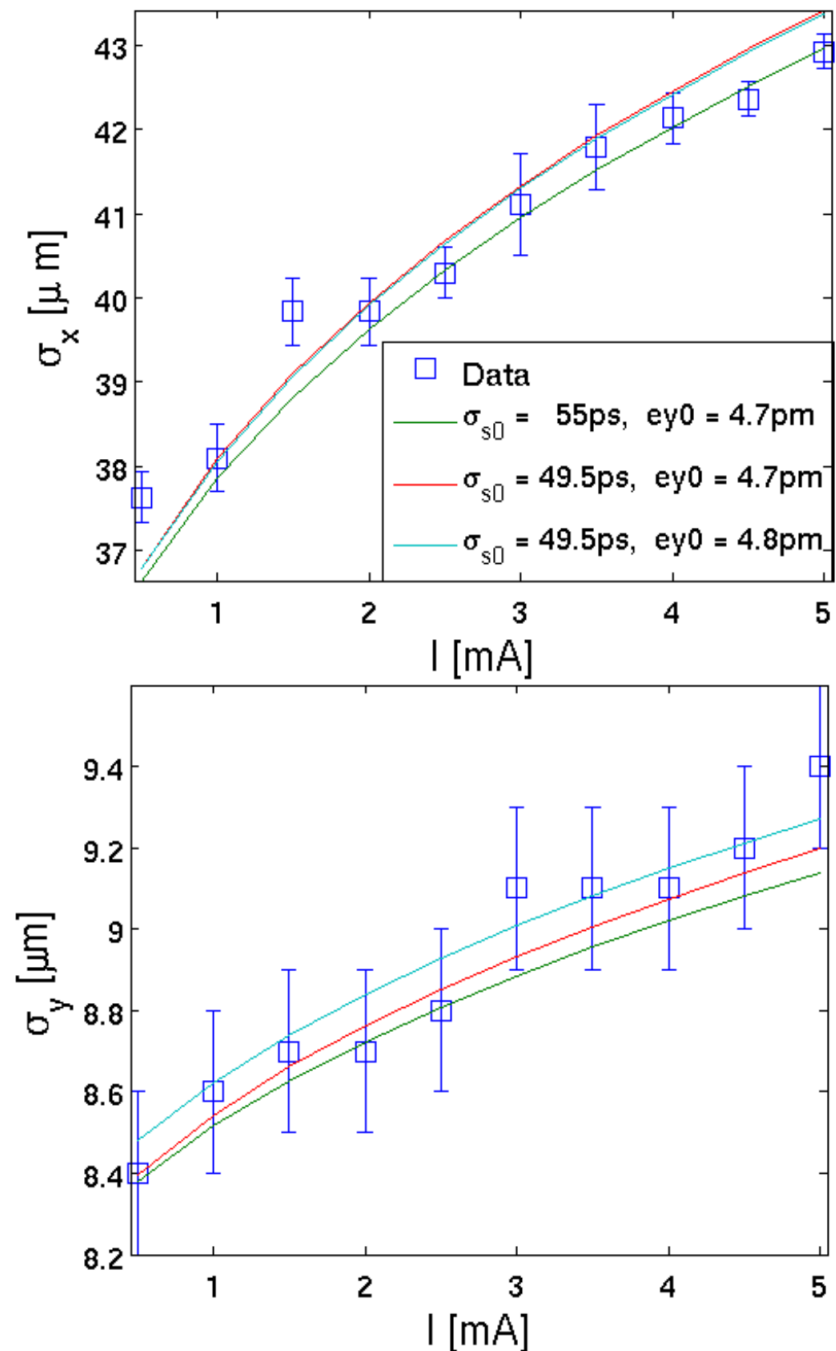 43
42
41
40
39
38
37
σx [μ m]
Data
σs0 = 55ps, ey0 = 4.7pm
σs0 = 49.5ps, ey0 = 4.7pm
σs0 = 49.5ps, ey0 = 4.8pm
1 2 3 4 5
I [mA]
9.4
9.2
9
8.8
8.6
8.4
8.2
σy [μm]
1 2 3 4 5
I [mA]